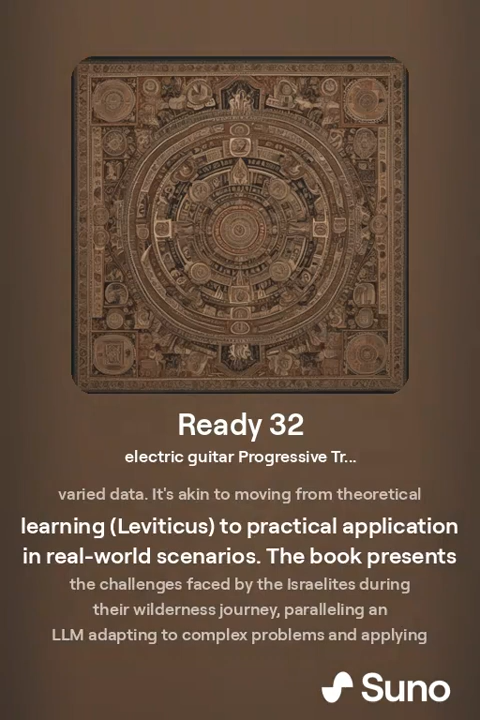 Ready 32
electric guitar Progressive Tr...
varied data. It's akin to moving from theoretical
learning (Leviticus) to practical application
in real-world scenarios. The book presents
the challenges faced by the Israelites during
their wilderness journey, paralleling an
LLM adapting to complex problems and applying
Suno